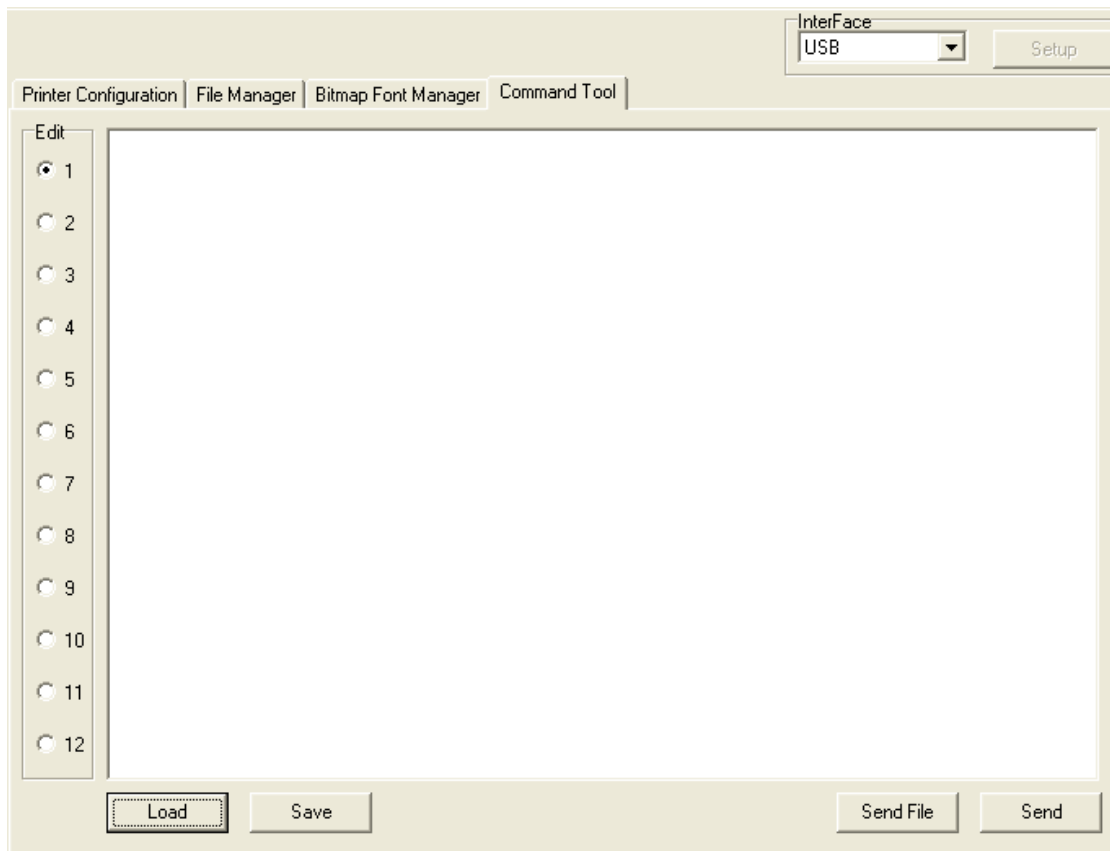 InterFace
USB
Setup
Printer Configuration File Manager Bitmap Font Manager Command Tool
Edit
1
2
3
4
5
6
7
8
9
10
11
12
Load Save Send File Send